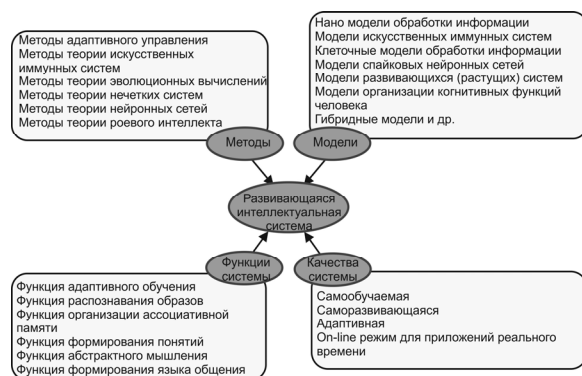 Методы адаптивного управления
Методы теории искусственных
иммунных систем
Методы теории эволюционных вычислений
Методы теории нечетких систем
Методы теории нейронных сетей
Методы теории роевого интеллекта
Нано модели обработки информации
Модели искусственных иммунных систем
Клеточные модели обработки информации
Модели спайковых нейронных сетей
Модели развивающихся (растущих) систем
Модели организации когнитивных функций
человека
Гибридные модели и др.
Методы
Модели
Развивающаяся
интеллектуальная
система
Функции
системы
Качества
системы
Функция адаптивного обучения
Функция распознавания образов
Функция организации ассоциативной
памяти
Функция формирования понятий
Функция абстрактного мышления
Функция формирования языка общения
Самообучаемая
Саморазвивающаяся
Адаптивная
On-line режим для приложений реального
времени